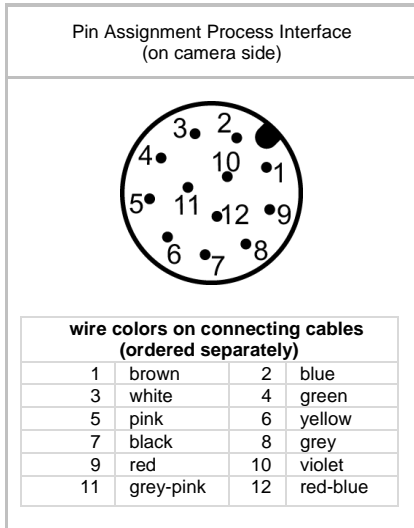 Pin Assignment Process Interface
(on camera side)
3 2
4 10 1
5 11 12 9
6 7 8
wire colors on connecting cables
(ordered separately)
1 brown 2 blue
3 white 4 green
5 pink 6 yellow
7 black 8 grey
9 red 10 violet
11 grey-pink 12 red-blue